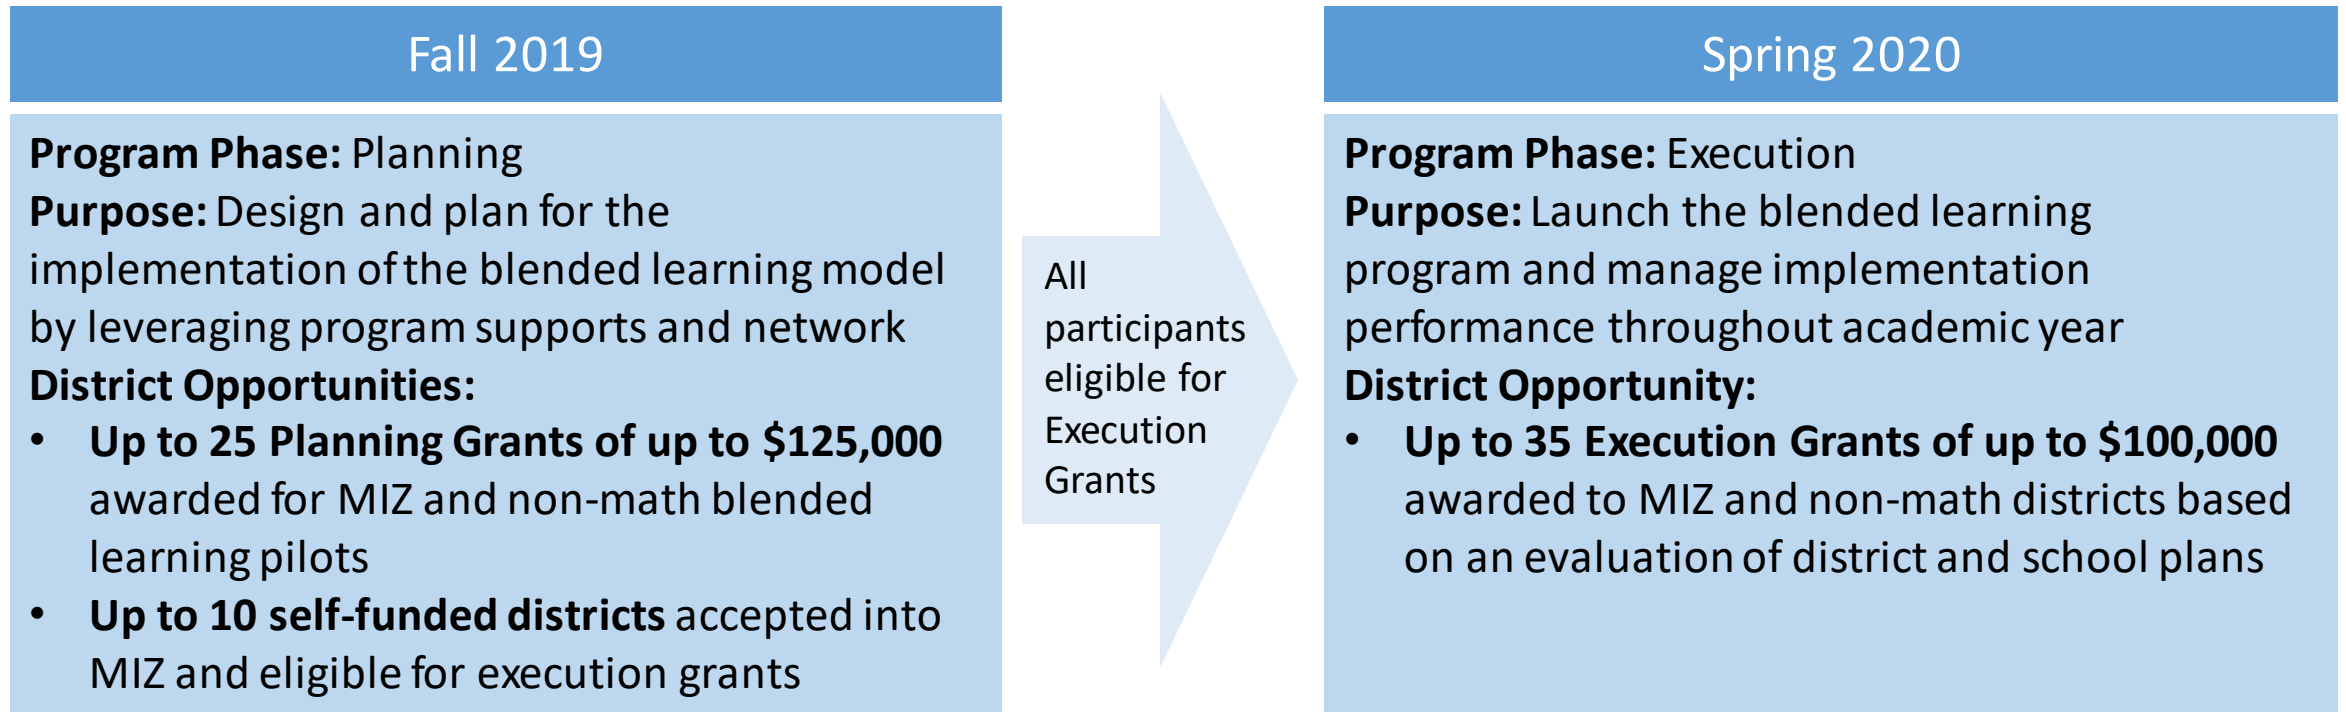 Fall 2019
Program Phase: Planning
Purpose: Design and plan for the
implementation of the blended learning model
by leveraging program supports and network
District Opportunities:
• Up to 25 Planning Grants of up to $125,000
awarded for MIZ and non-math blended
learning pilots
• Up to 10 self-funded districts accepted into
MIZ and eligible for execution grants
All
participants
eligible for
Execution
Grants
Spring 2020
Program Phase: Execution
Purpose: Launch the blended learning
program and manage implementation
performance throughout academic year
District Opportunity:
• Up to 35 Execution Grants of up to $100,000
awarded to MIZ and non-math districts based
on an evaluation of district and school plans